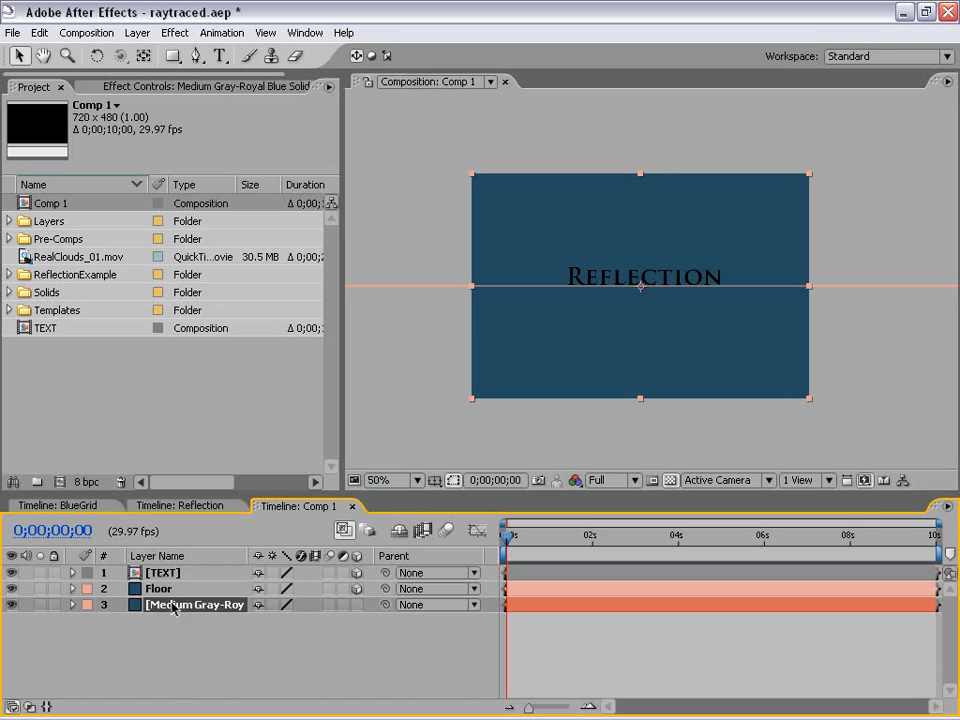 Adobe After Effects - raytraced.aep *
File Edit Composition Layer Effect Animation View Window Help
Workspace: Standard
Project × Effect Controls: Medium Gray-Royal Blue Solid
Composition: Comp 1
Comp 1
720 x 480 (1.00)
Δ 0;00;10;00, 29.97 fps
Name Type Size Duration
Comp 1 Composition Δ 0;00;
Layers Folder
Pre-Comps Folder
RealClouds_01.mov QuickTi...ovie 30.5 MB Δ 0;00;
ReflectionExample Folder
Solids Folder
Templates Folder
TEXT Composition Δ 0;00;
Reflection
8 bpc
50% 0;00;00;00 Full Active Camera 1 View
Timeline: BlueGrid Timeline: Reflection Timeline: Comp 1 ×
0;00;00;00 (29.97 fps)
# Layer Name Parent
02s 04s 06s 08s 10s
1 [TEXT] None
2 Floor None
3 [Medium Gray-Roy None